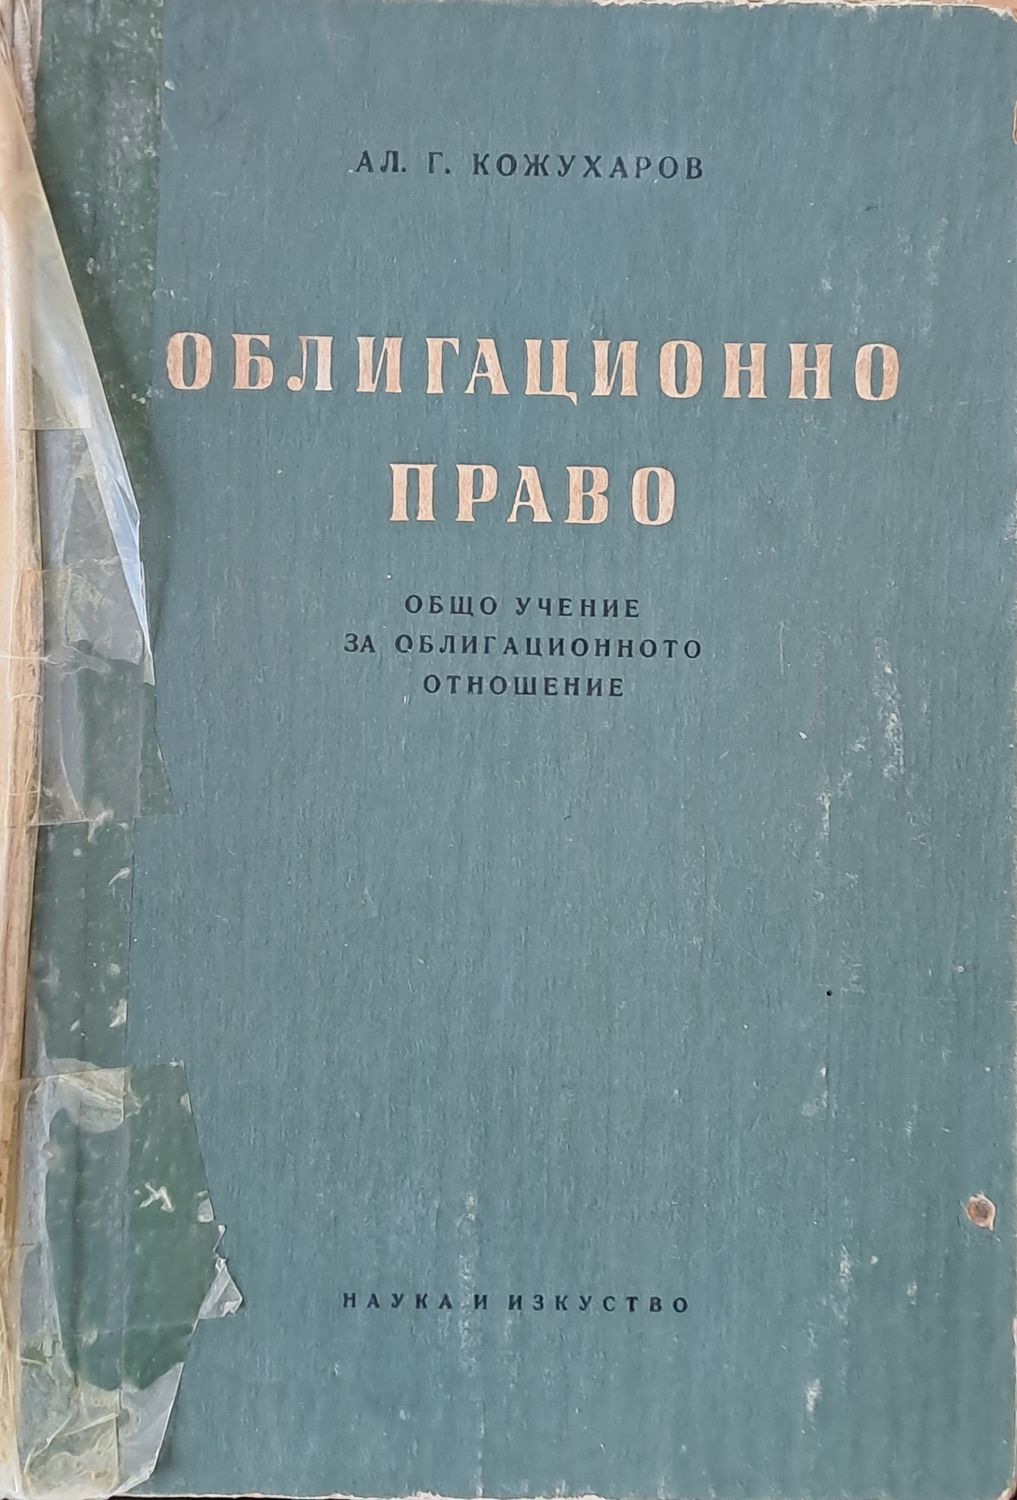 АЛ. Г. КОЖУХАРОВ
ОБЛИГАЦИОННО
ПРАВО
ОБЩО УЧЕНИЕ
ЗА ОБЛИГАЦИОННОТО
ОТНОШЕНИЕ
НАУКА И ИЗКУСТВО